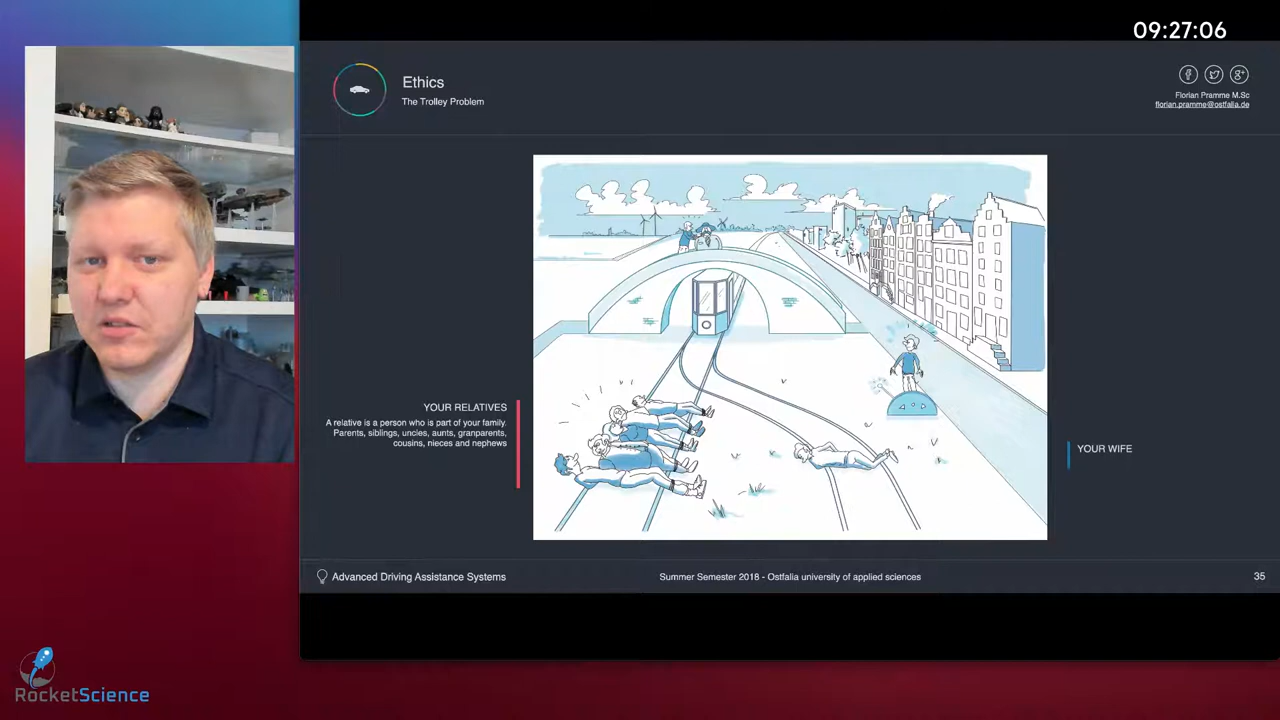 09:27:06
Ethics
The Trolley Problem
Florian Pramme M.Sc
florian.pramme@ostfalia.de
YOUR RELATIVES
A relative is a person who is part of your family.
Parents, siblings, uncles, aunts, granparents,
cousins, nieces and nephews
YOUR WIFE
Advanced Driving Assistance Systems
Summer Semester 2018 - Ostfalia university of applied sciences
35
RocketScience